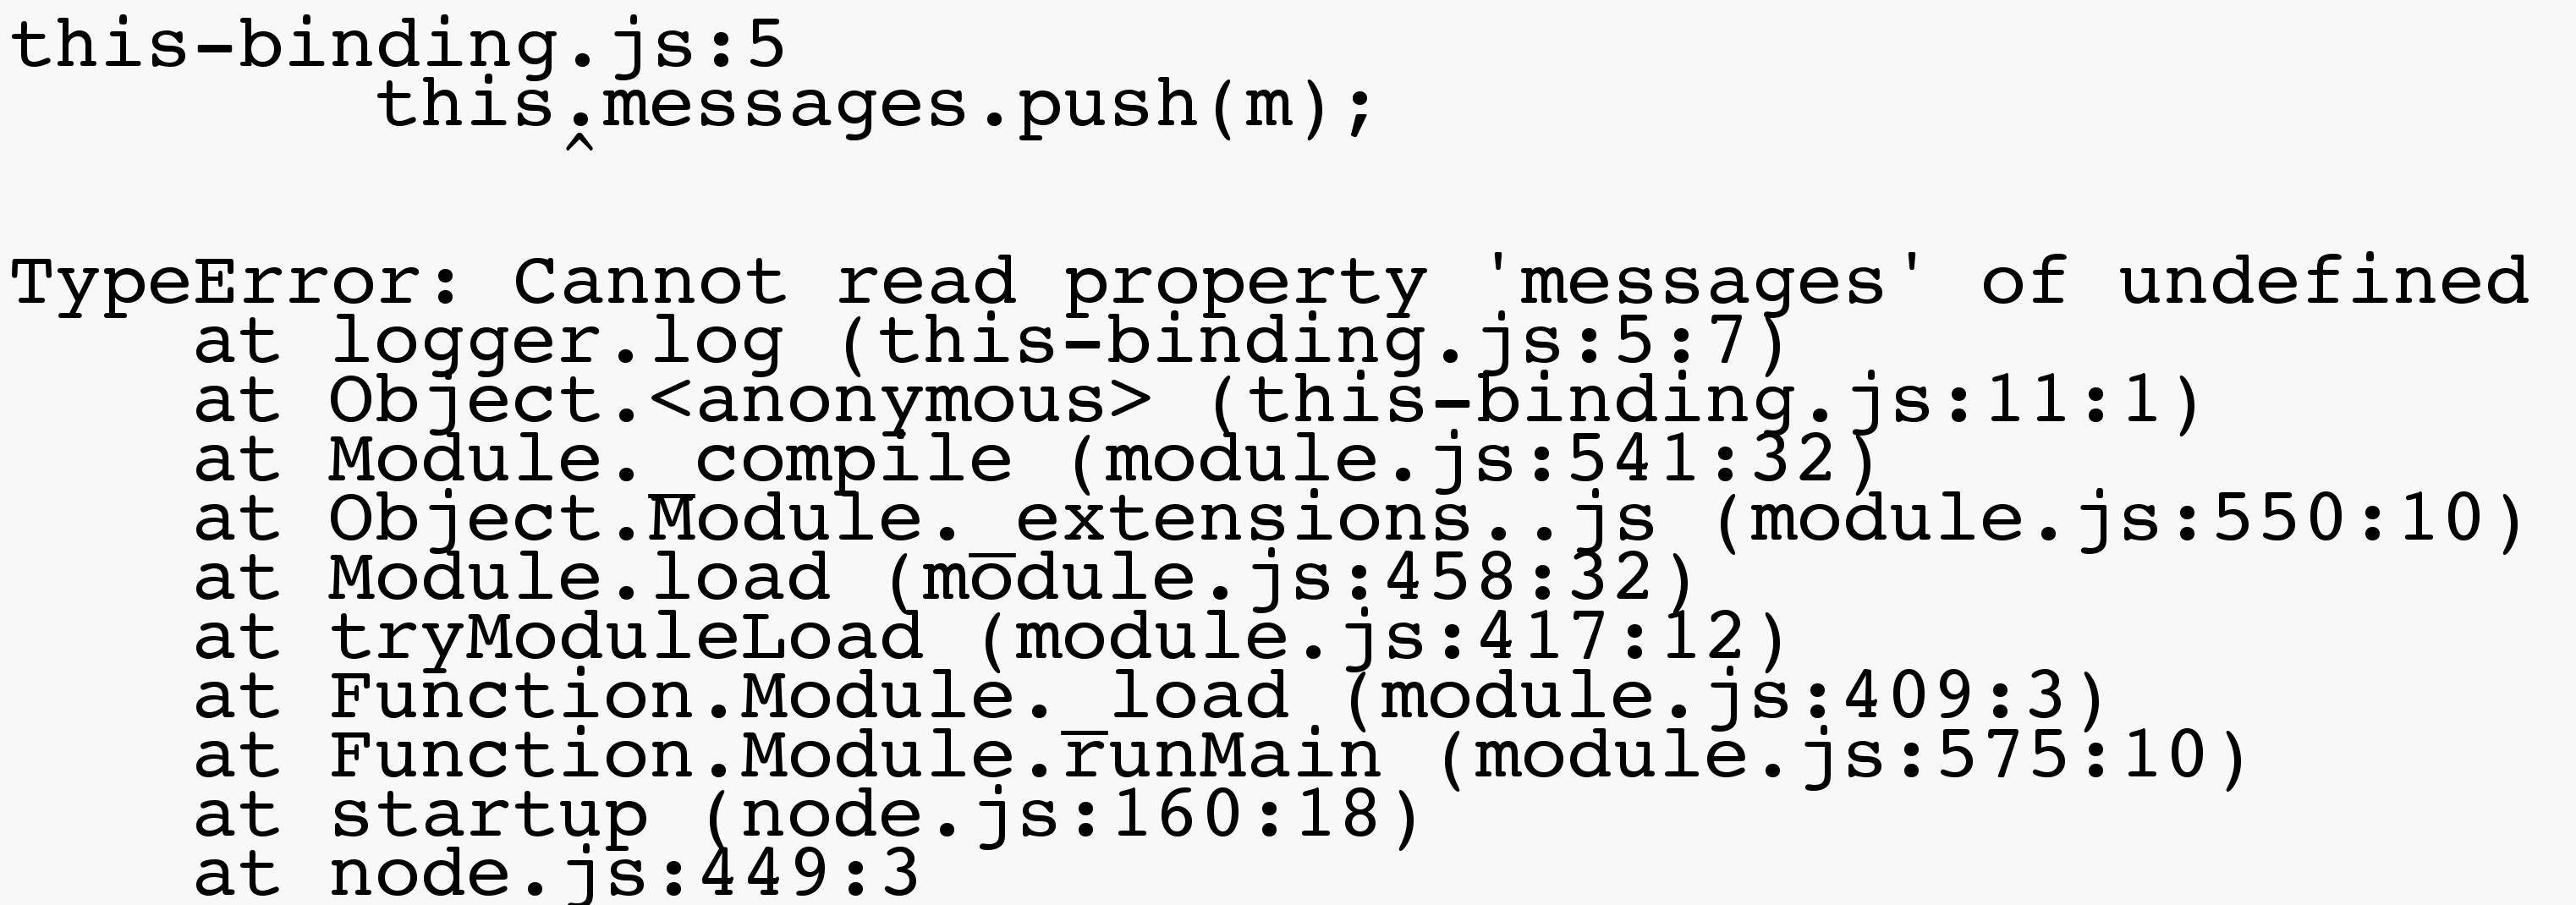 this-binding.js:5
        this.messages.push(m);
            ^

TypeError: Cannot read property 'messages' of undefined
    at logger.log (this-binding.js:5:7)
    at Object.<anonymous> (this-binding.js:11:1)
    at Module._compile (module.js:541:32)
    at Object.Module._extensions..js (module.js:550:10)
    at Module.load (module.js:458:32)
    at tryModuleLoad (module.js:417:12)
    at Function.Module._load (module.js:409:3)
    at Function.Module.runMain (module.js:575:10)
    at startup (node.js:160:18)
    at node.js:449:3